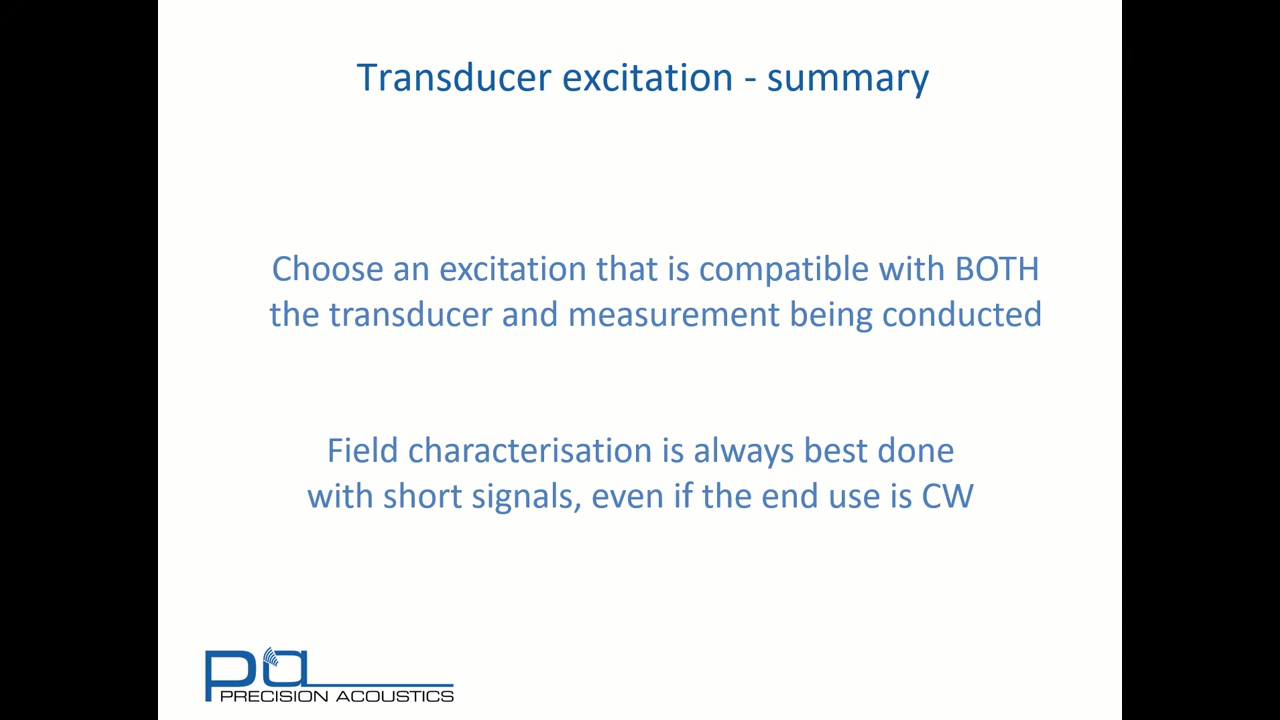 Transducer excitation - summary
Choose an excitation that is compatible with BOTH
the transducer and measurement being conducted
Field characterisation is always best done
with short signals, even if the end use is CW
pa
PRECISION ACOUSTICS